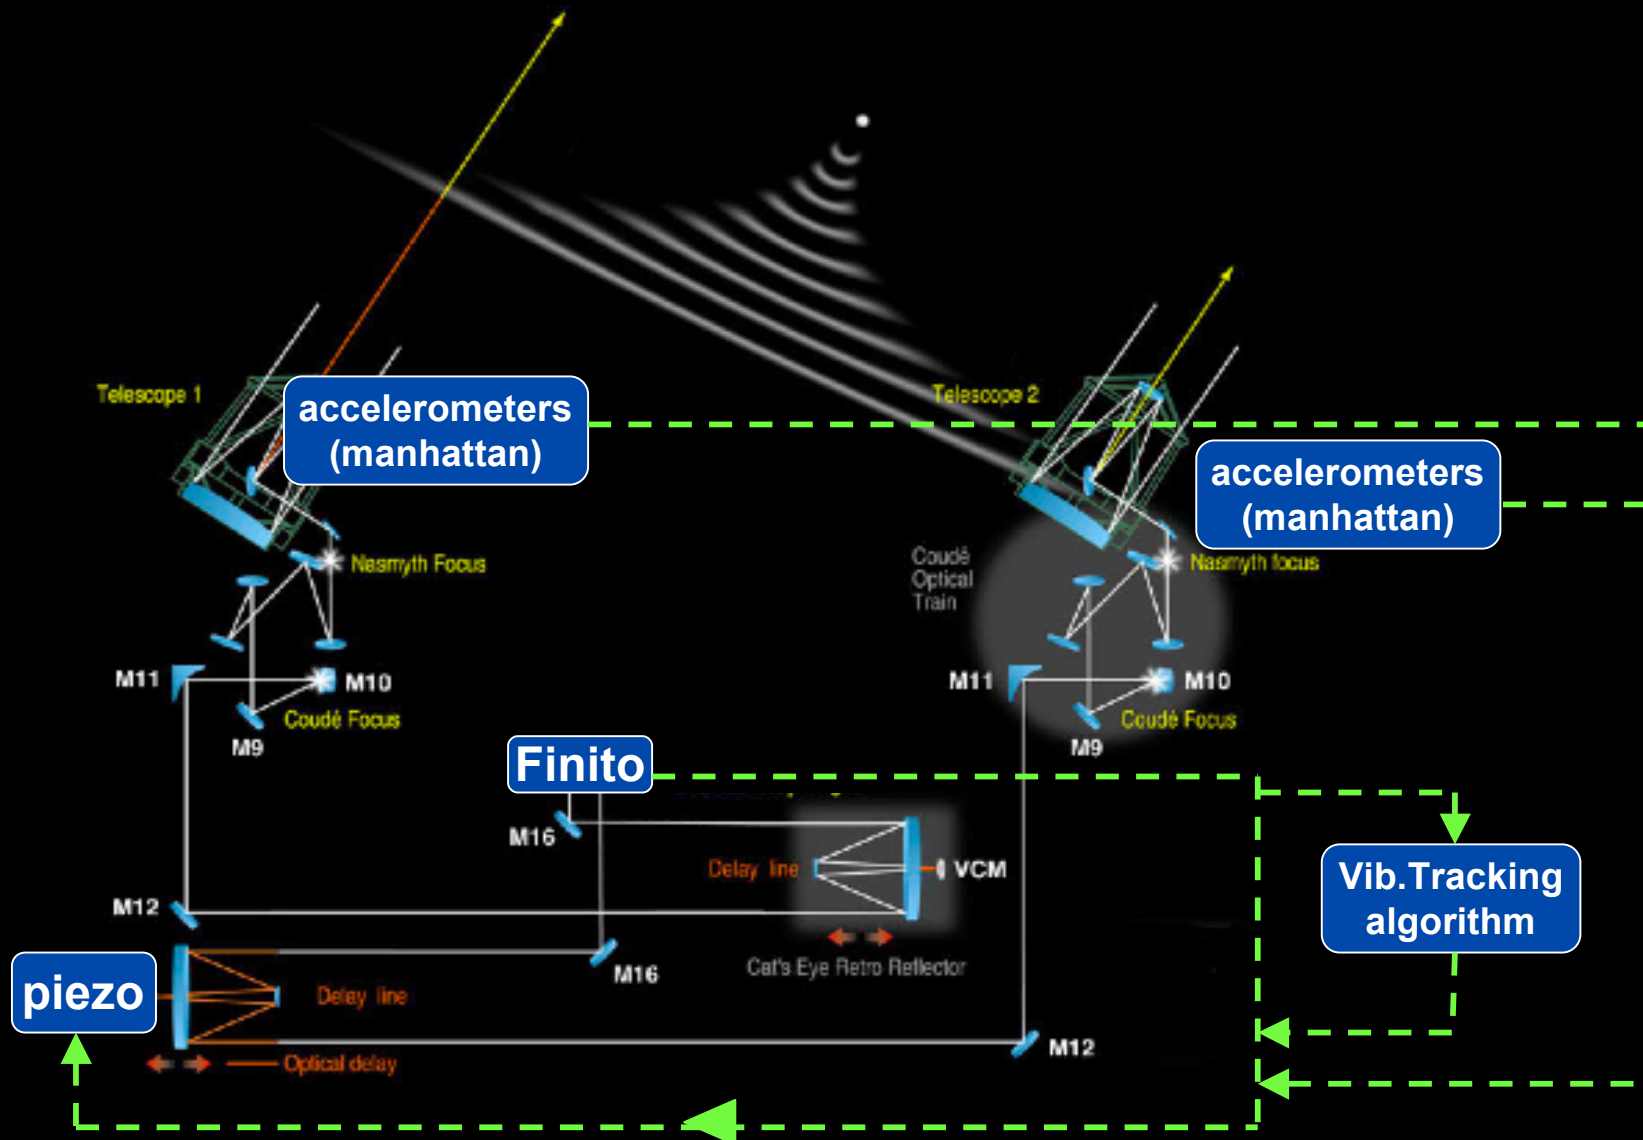 Telescope 1
accelerometers
(manhattan)
Telescope 2
accelerometers
(manhattan)
Nasmyth Focus
Coudé
Optical
Train
Nasmyth focus
M11
M10
Coudé Focus
M9
M11
M10
Coudé Focus
M9
Finito
M16
Delay line
VCM
Vib.Tracking
algorithm
M12
Cat's Eye Retro Reflector
M16
piezo
Delay line
M12
Optical delay